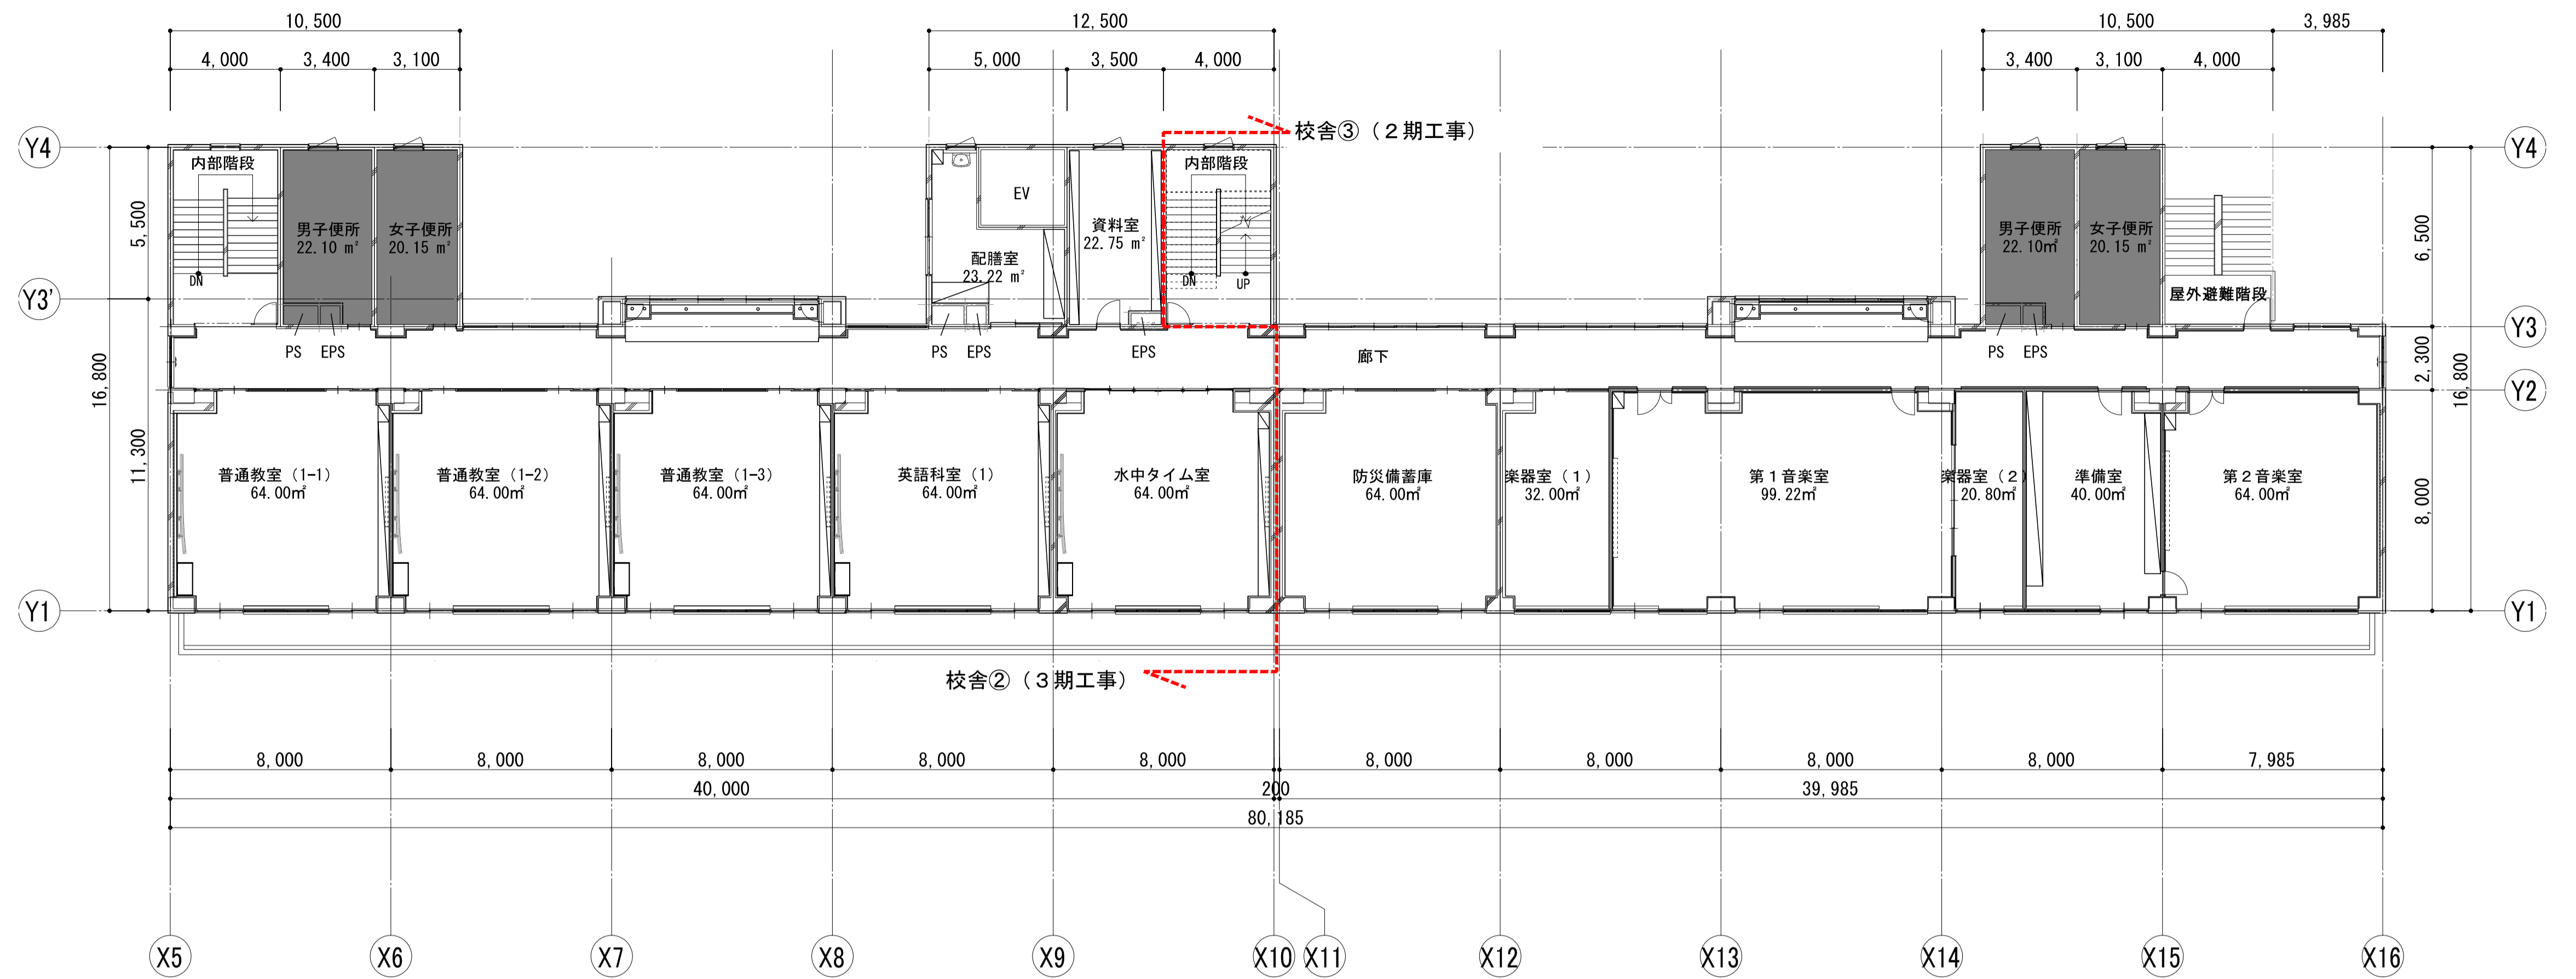 10,500
12,500
10,500
3,985
4,000
3,400
3,100
5,000
3,500
4,000
3,400
3,100
4,000
校舎③（２期工事）
Y4
Y4
内部階段
内部階段
EV
男子便所
22.10 ㎡
女子便所
20.15 ㎡
資料室
22.75 ㎡
男子便所
22.10㎡
女子便所
20.15 ㎡
5,500
6,500
配膳室
23.22 ㎡
DN
DN
UP
屋外避難階段
Y3'
Y3
PS
EPS
PS
EPS
EPS
廊下
PS
EPS
16,800
2,300
16,800
Y2
11,300
8,000
普通教室（1-1）
64.00㎡
普通教室（1-2）
64.00㎡
普通教室（1-3）
64.00㎡
英語科室（1）
64.00㎡
水中タイム室
64.00㎡
防災備蓄庫
64.00㎡
楽器室（１）
32.00㎡
第１音楽室
99.22㎡
楽器室（２）
20.80㎡
準備室
40.00㎡
第２音楽室
64.00㎡
Y1
Y1
校舎②（３期工事）
8,000
8,000
8,000
8,000
8,000
8,000
8,000
8,000
8,000
7,985
40,000
200
39,985
80,185
X5
X6
X7
X8
X9
X10
X11
X12
X13
X14
X15
X16